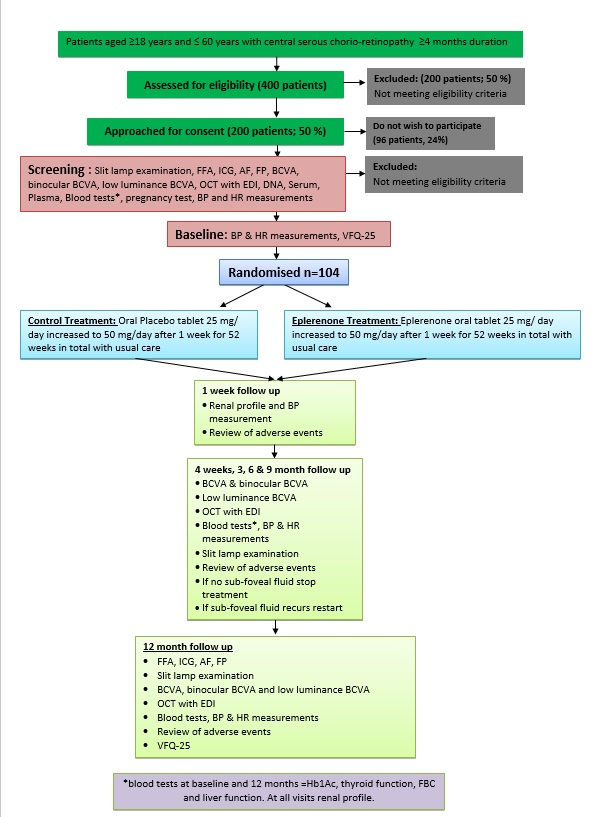 Patients aged ≥18 years and ≤ 60 years with central serous chorio-retinopathy ≥4 months duration
Assessed for eligibility (400 patients)
Excluded: (200 patients; 50 %)
Not meeting eligibility criteria
Approached for consent (200 patients; 50 %)
Do not wish to participate
(96 patients, 24%)
Screening : Slit lamp examination, FFA, ICG, AF, FP, BCVA,
binocular BCVA, low luminance BCVA, OCT with EDI, DNA, Serum,
Plasma, Blood tests*, pregnancy test, BP and HR measurements
Excluded:
Not meeting eligibility criteria
Baseline: BP & HR measurements, VFQ-25
Randomised n=104
Control Treatment: Oral Placebo tablet 25 mg/
day increased to 50 mg/day after 1 week for 52
weeks in total with usual care
Eplerenone Treatment: Eplerenone oral tablet 25 mg/ day
increased to 50 mg/day after 1 week for 52 weeks in total with
usual care
1 week follow up
• Renal profile and BP
measurement
• Review of adverse events
4 weeks, 3, 6 & 9 month follow up
• BCVA & binocular BCVA
• Low luminance BCVA
• OCT with EDI
• Blood tests*, BP & HR
measurements
• Slit lamp examination
• Review of adverse events
• If no sub-foveal fluid stop
treatment
• If sub-foveal fluid recurs restart
12 month follow up
• FFA, ICG, AF, FP
• Slit lamp examination
• BCVA, binocular BCVA and low luminance BCVA
• OCT with EDI
• Blood tests, BP & HR measurements
• Review of adverse events
• VFQ-25
*blood tests at baseline and 12 months =Hb1Ac, thyroid function, FBC
and liver function. At all visits renal profile.